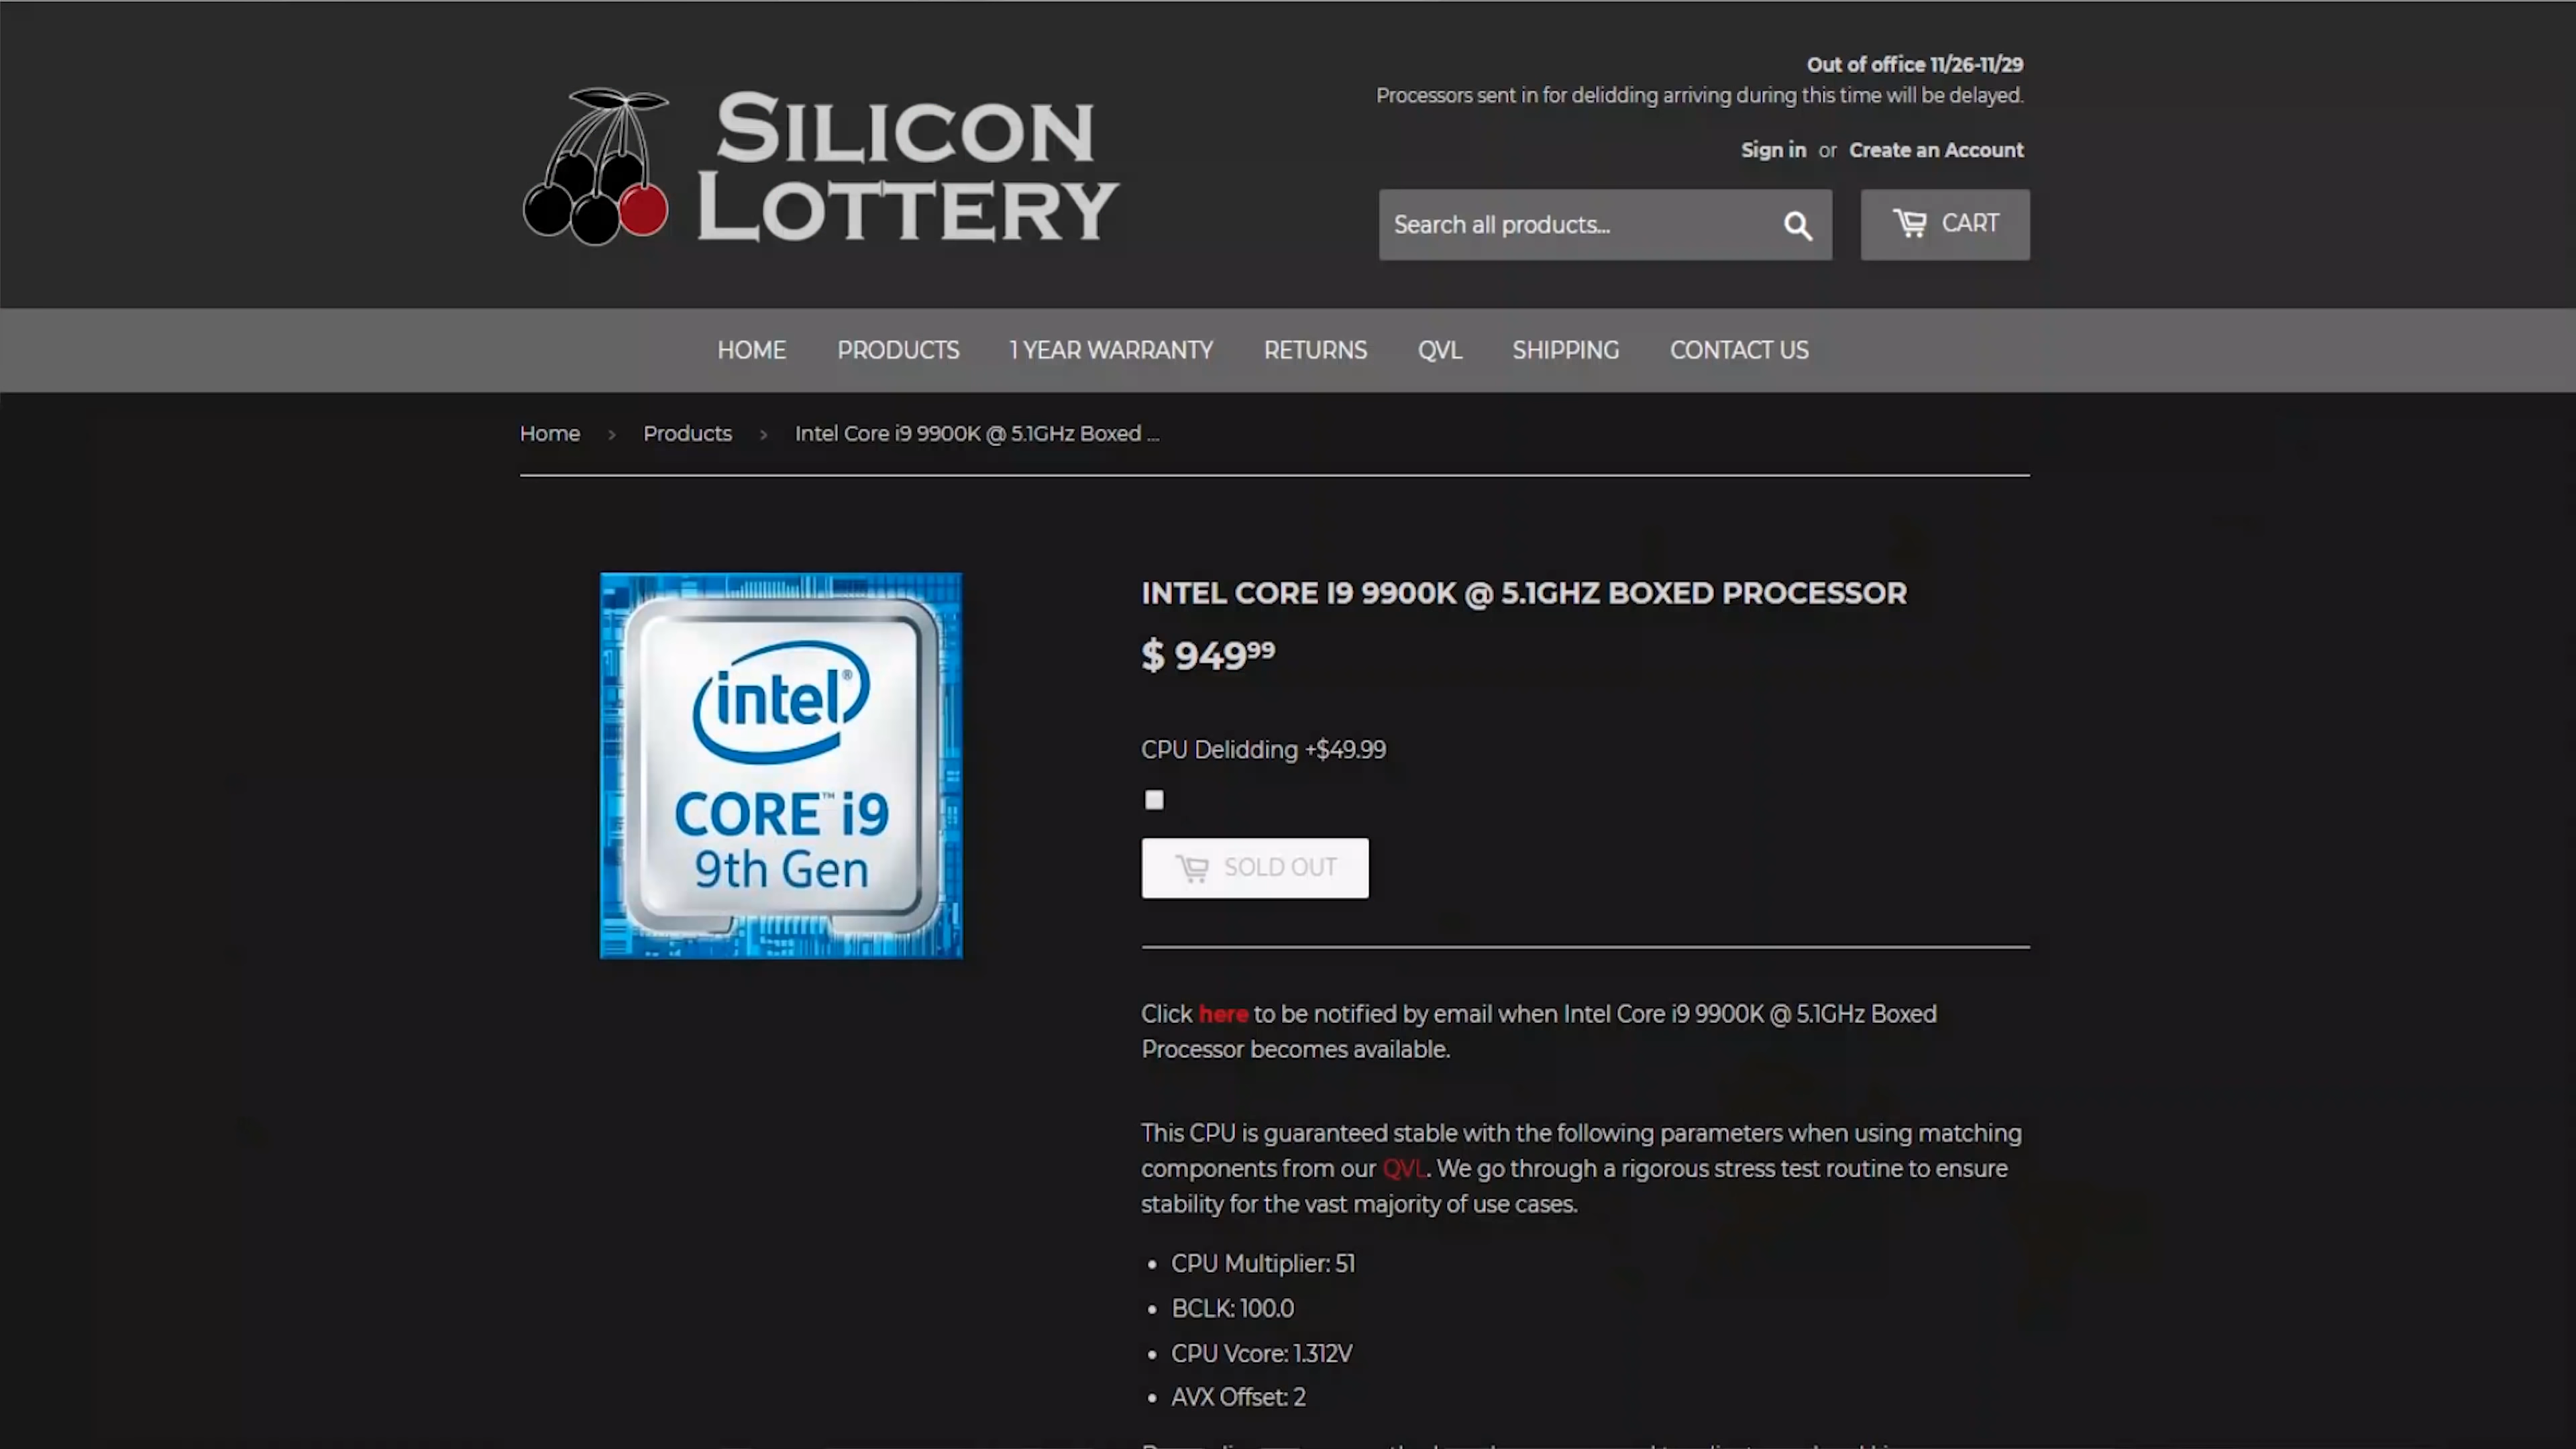 Out of office 11/26-11/29
Processors sent in for delidding arriving during this time will be delayed.
SILICON
LOTTERY
Sign in or Create an Account
Search all products...
CART
HOME PRODUCTS 1 YEAR WARRANTY RETURNS QVL SHIPPING CONTACT US
Home › Products › Intel Core i9 9900K @ 5.1GHz Boxed ...
intel®
CORE™ i9
9th Gen
INTEL CORE I9 9900K @ 5.1GHZ BOXED PROCESSOR
$ 949⁹⁹
CPU Delidding +$49.99
SOLD OUT
Click here to be notified by email when Intel Core i9 9900K @ 5.1GHz Boxed
Processor becomes available.
This CPU is guaranteed stable with the following parameters when using matching
components from our QVL. We go through a rigorous stress test routine to ensure
stability for the vast majority of use cases.
• CPU Multiplier: 51
• BCLK: 100.0
• CPU Vcore: 1.312V
• AVX Offset: 2